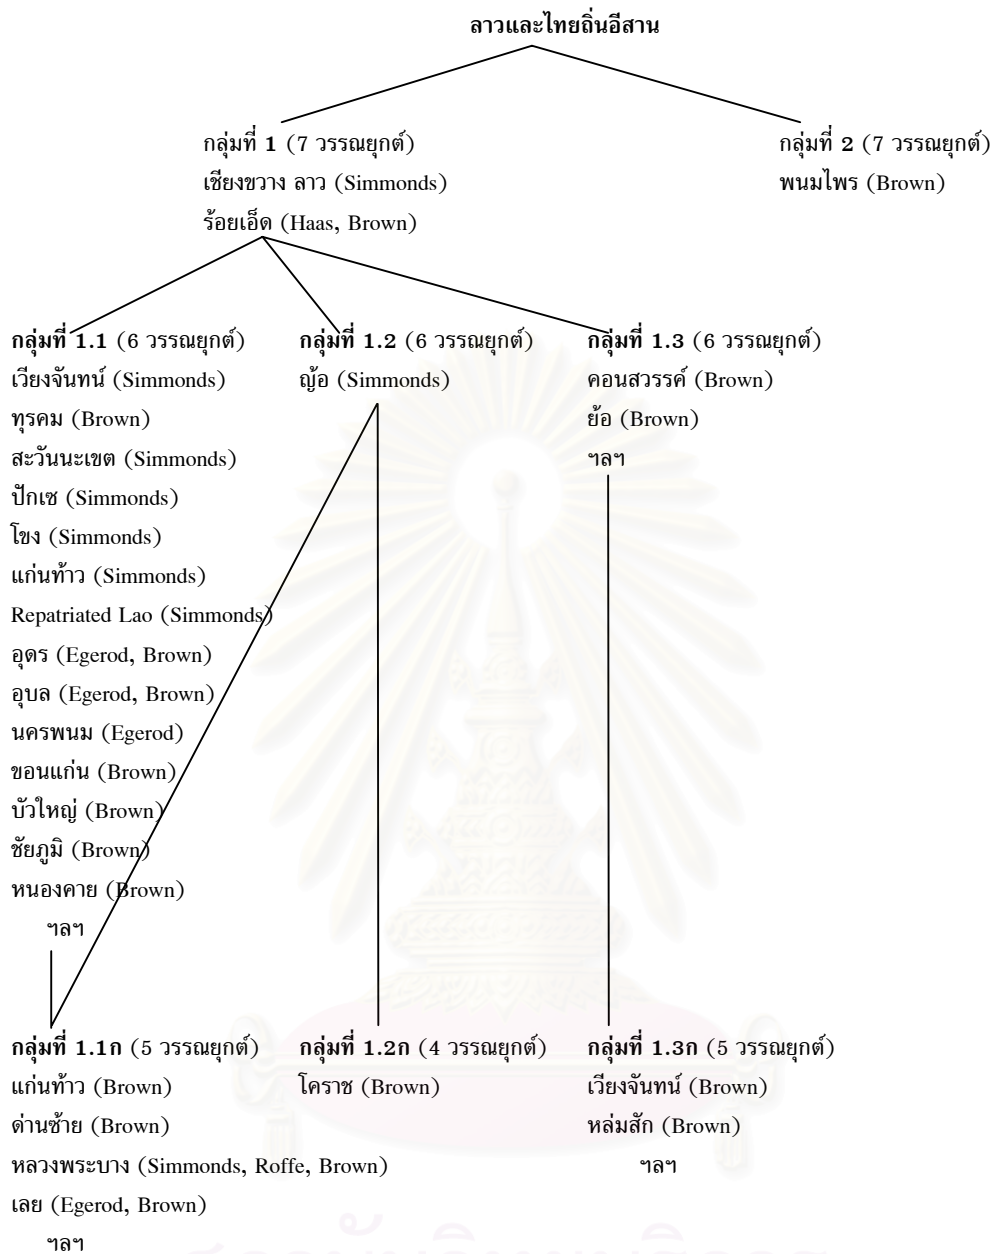 ลาวและไทยถิ่นอีสาน
กลุ่มที่ 1 (7 วรรณยุกต์)
เชียงขวาง ลาว (Simmonds)
ร้อยเอ็ด (Haas, Brown)
กลุ่มที่ 2 (7 วรรณยุกต์)
พนมไพร (Brown)
กลุ่มที่ 1.1 (6 วรรณยุกต์)
เวียงจันทน์ (Simmonds)
ทุรคม (Brown)
สะวันนะเขต (Simmonds)
ปักเซ (Simmonds)
โขง (Simmonds)
แก่นท้าว (Simmonds)
Repatriated Lao (Simmonds)
อุดร (Egerod, Brown)
อุบล (Egerod, Brown)
นครพนม (Egerod)
ขอนแก่น (Brown)
บัวใหญ่ (Brown)
ชัยภูมิ (Brown)
หนองคาย (Brown)
ฯลฯ
กลุ่มที่ 1.2 (6 วรรณยุกต์)
ญ้อ (Simmonds)
กลุ่มที่ 1.3 (6 วรรณยุกต์)
คอนสวรรค์ (Brown)
ย้อ (Brown)
ฯลฯ
กลุ่มที่ 1.1ก (5 วรรณยุกต์)
แก่นท้าว (Brown)
ด่านซ้าย (Brown)
หลวงพระบาง (Simmonds, Roffe, Brown)
เลย (Egerod, Brown)
ฯลฯ
กลุ่มที่ 1.2ก (4 วรรณยุกต์)
โคราช (Brown)
กลุ่มที่ 1.3ก (5 วรรณยุกต์)
เวียงจันทน์ (Brown)
หล่มสัก (Brown)
ฯลฯ